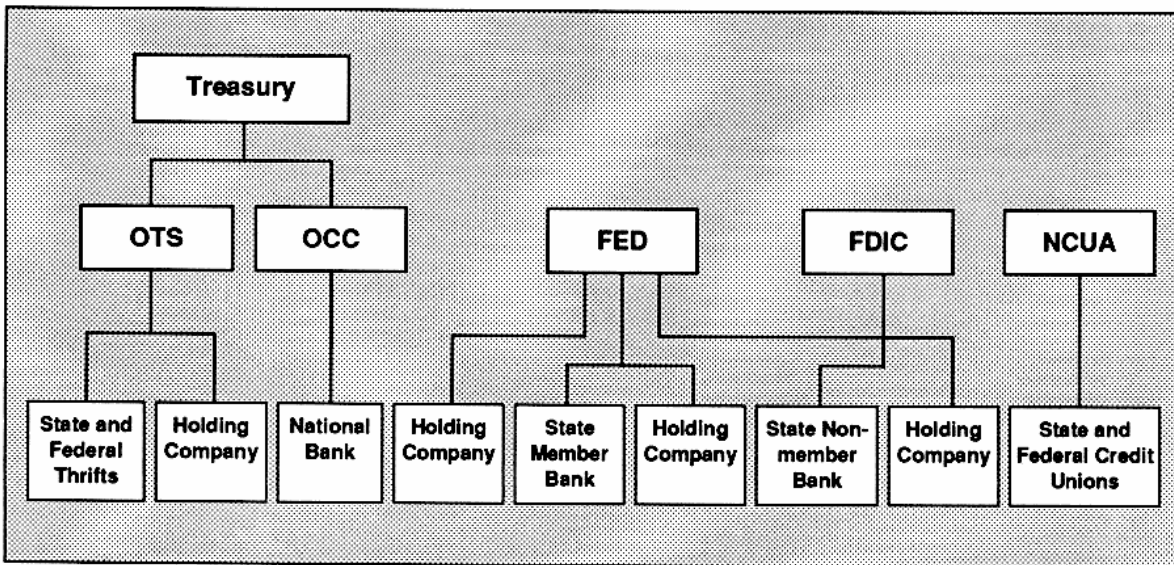 Treasury
OTS
OCC
FED
FDIC
NCUA
State and
Federal
Thrifts
Holding
Company
National
Bank
Holding
Company
State
Member
Bank
Holding
Company
State Non-
member
Bank
Holding
Company
State and
Federal Credit
Unions